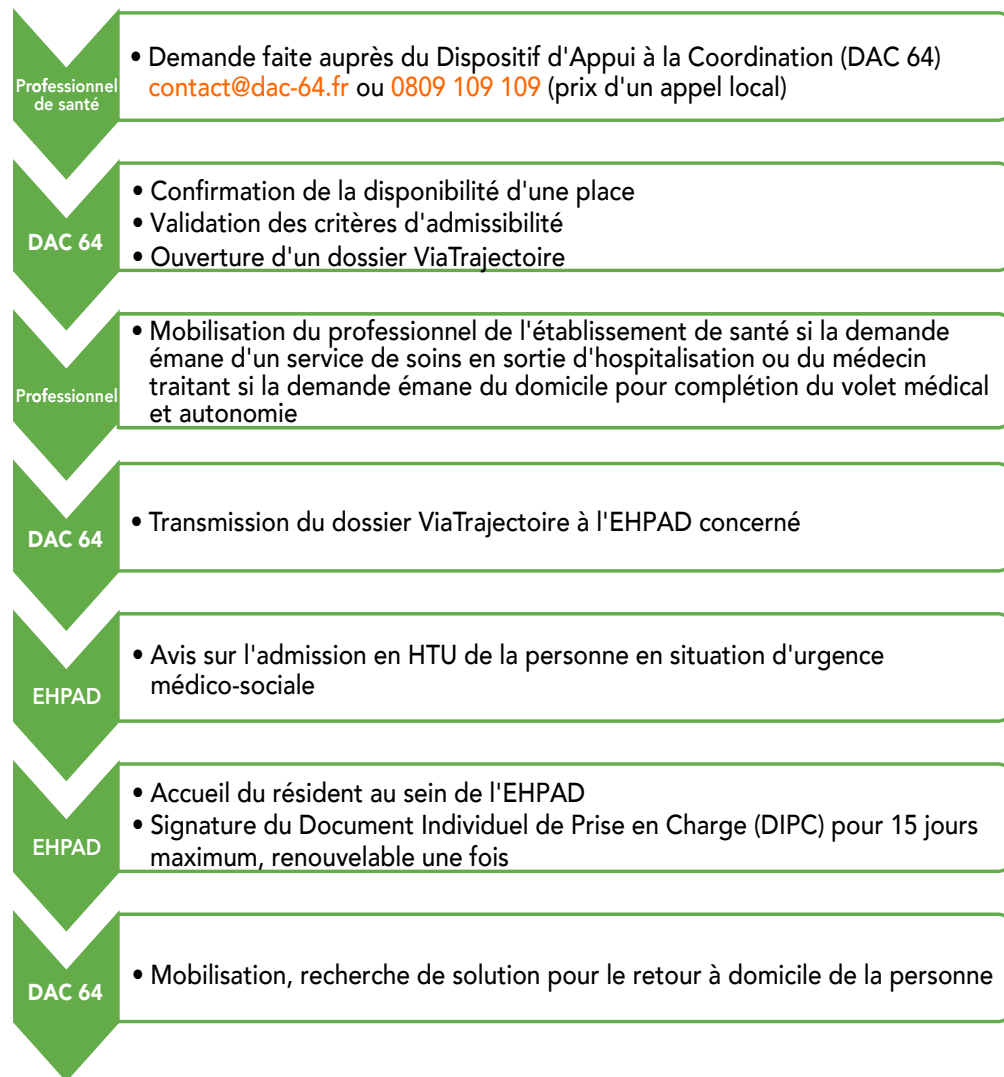 Professionnel
de santé
• Demande faite auprès du Dispositif d'Appui à la Coordination (DAC 64)
contact@dac-64.fr ou 0809 109 109 (prix d'un appel local)
DAC 64
• Confirmation de la disponibilité d'une place
• Validation des critères d'admissibilité
• Ouverture d'un dossier ViaTrajectoire
Professionnel
• Mobilisation du professionnel de l'établissement de santé si la demande
émane d'un service de soins en sortie d'hospitalisation ou du médecin
traitant si la demande émane du domicile pour complétion du volet médical
et autonomie
DAC 64
• Transmission du dossier ViaTrajectoire à l'EHPAD concerné
EHPAD
• Avis sur l'admission en HTU de la personne en situation d'urgence
médico-sociale
EHPAD
• Accueil du résident au sein de l'EHPAD
• Signature du Document Individuel de Prise en Charge (DIPC) pour 15 jours
maximum, renouvelable une fois
DAC 64
• Mobilisation, recherche de solution pour le retour à domicile de la personne